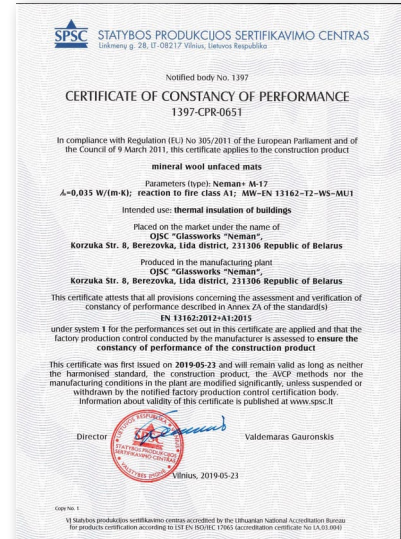 SPSC
STATYBOS PRODUKCIJOS SERTIFIKAVIMO CENTRAS
Linkmenų g. 28, LT-08217 Vilnius, Lietuvos Respublika
Notified body No. 1397
CERTIFICATE OF CONSTANCY OF PERFORMANCE
1397-CPR-0651
In compliance with Regulation (EU) No 305/2011 of the European Parliament and of
the Council of 9 March 2011, this certificate applies to the construction product
mineral wool unfaced mats
Parameters (type): Neman+ M-17
λD=0,035 W/(m·K); reaction to fire class A1; MW-EN 13162-T2-WS-MU1
Intended use: thermal insulation of buildings
Placed on the market under the name of
OJSC "Glassworks "Neman",
Korzuka Str. 8, Berezovka, Lida district, 231306 Republic of Belarus
Produced in the manufacturing plant
OJSC "Glassworks "Neman",
Korzuka Str. 8, Berezovka, Lida district, 231306 Republic of Belarus
This certificate attests that all provisions concerning the assessment and verification of
constancy of performance described in Annex ZA of the standard(s)
EN 13162:2012+A1:2015
under system 1 for the performances set out in this certificate are applied and that the
factory production control conducted by the manufacturer is assessed to ensure the
constancy of performance of the construction product
This certificate was first issued on 2019-05-23 and will remain valid as long as neither
the harmonised standard, the construction product, the AVCP methods nor the
manufacturing conditions in the plant are modified significantly, unless suspended or
withdrawn by the notified factory production control certification body.
Information about validity of this certificate is published at www.spsc.lt
Director
Valdemaras Gauronskis
STATYBOS PRODUKCIJOS
SERTIFIKAVIMO CENTRAS
Vilnius, 2019-05-23
Copy No. 1
VĮ Statybos produkcijos sertifikavimo centras accredited by the Lithuanian National Accreditation Bureau
for products certification according to LST EN ISO/IEC 17065 (accreditation certificate No LA.03.004)